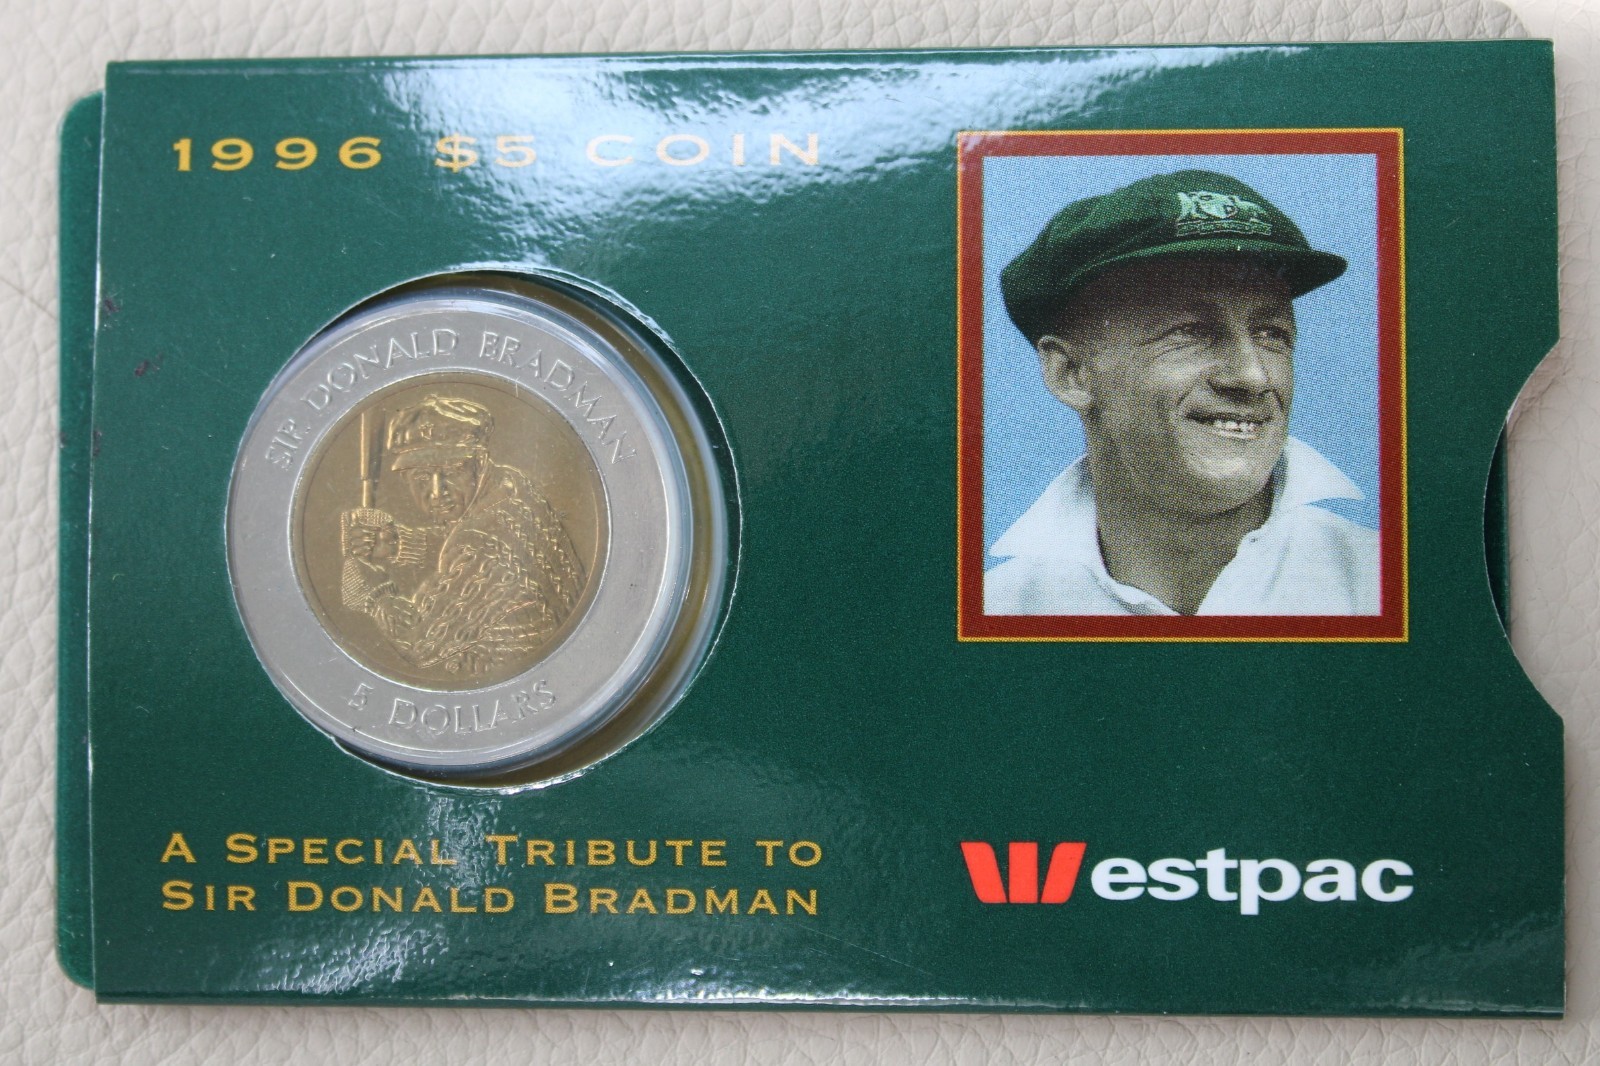 1996 $5 COIN
SIR DONALD BRADMAN
5 DOLLARS
A SPECIAL TRIBUTE TO
SIR DONALD BRADMAN
Westpac